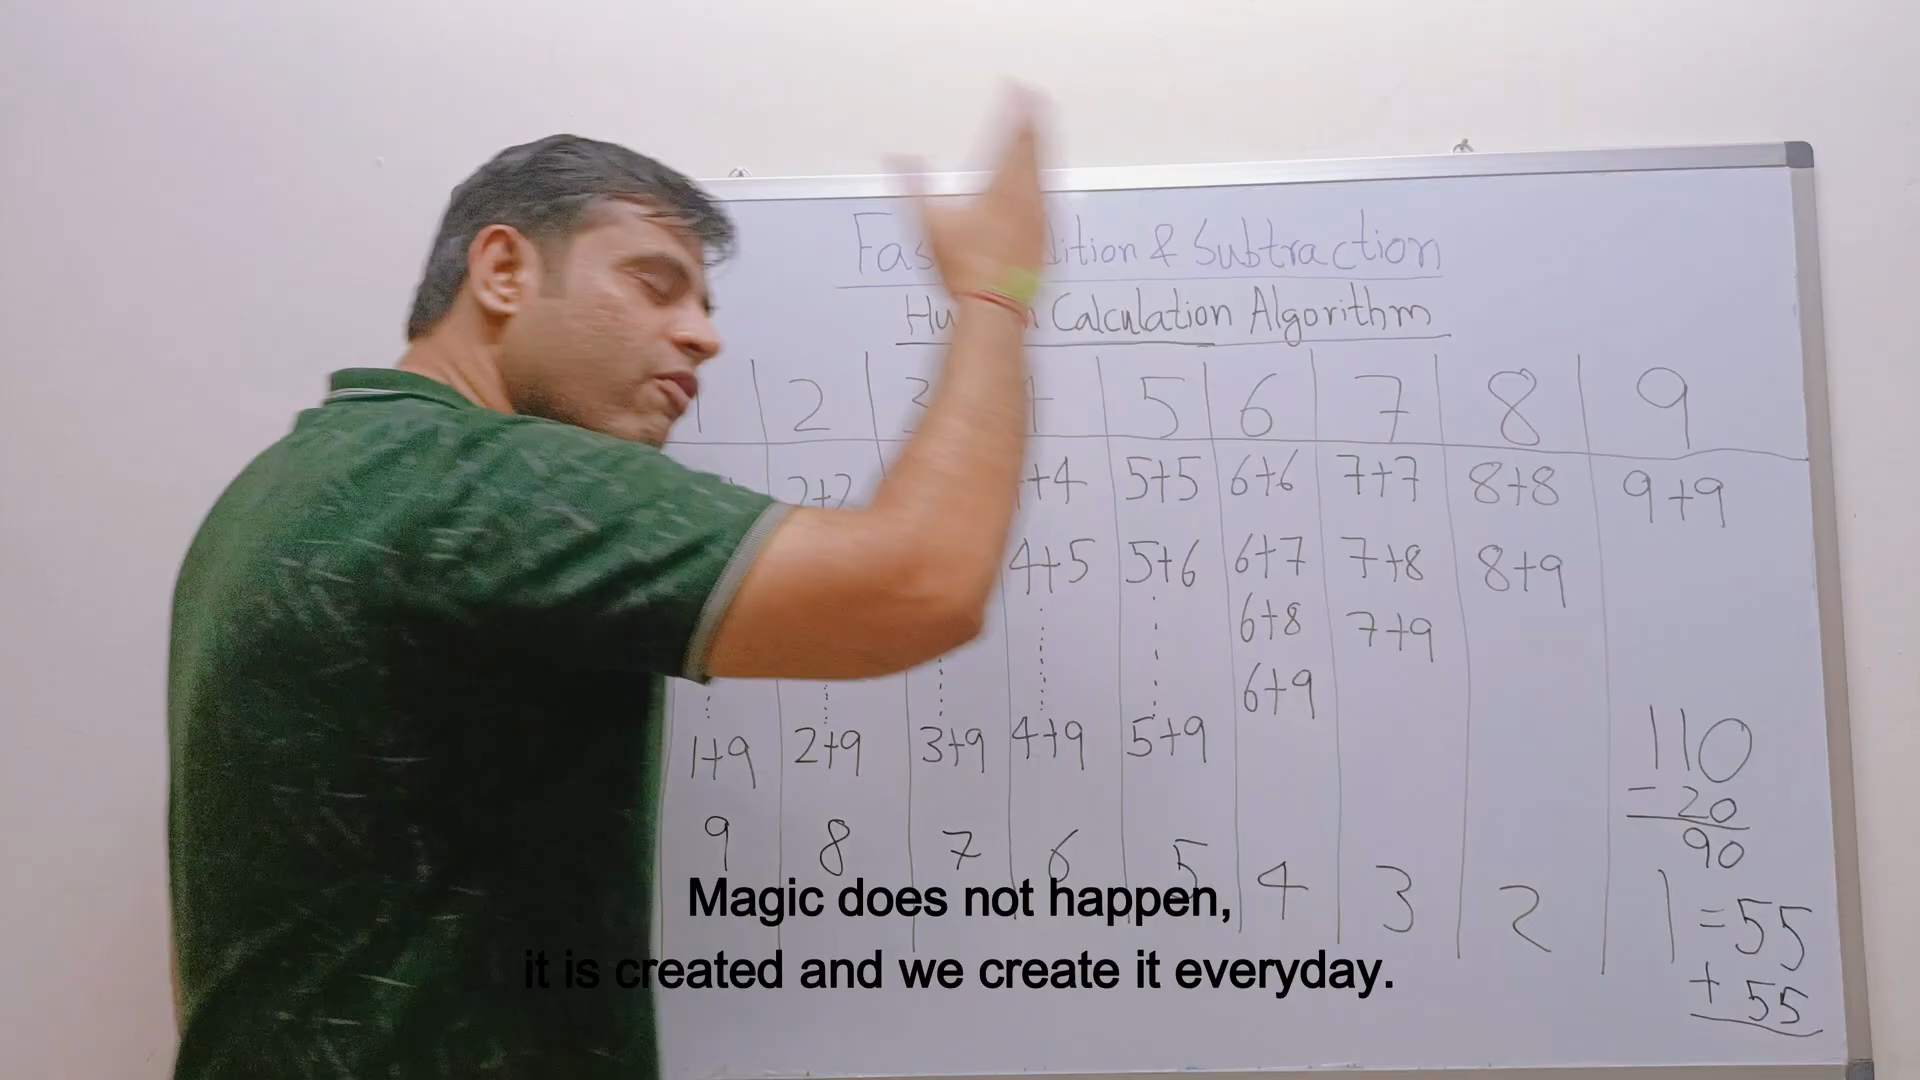 Fas dition & Subtraction
Hu n Calculation Algorithm
1 2 3 5 6 7 8 9
2+2 +4 5+5 6+6 7+7 8+8 9+9
4+5 5+6 6+7 7+8 8+9
6+8 7+9
6+9
1+9 2+9 3+9 4+9 5+9
110
- 20
90
9 8 7 6 5 4 3 2 1 = 55
+ 55
Magic does not happen,
it is created and we create it everyday.